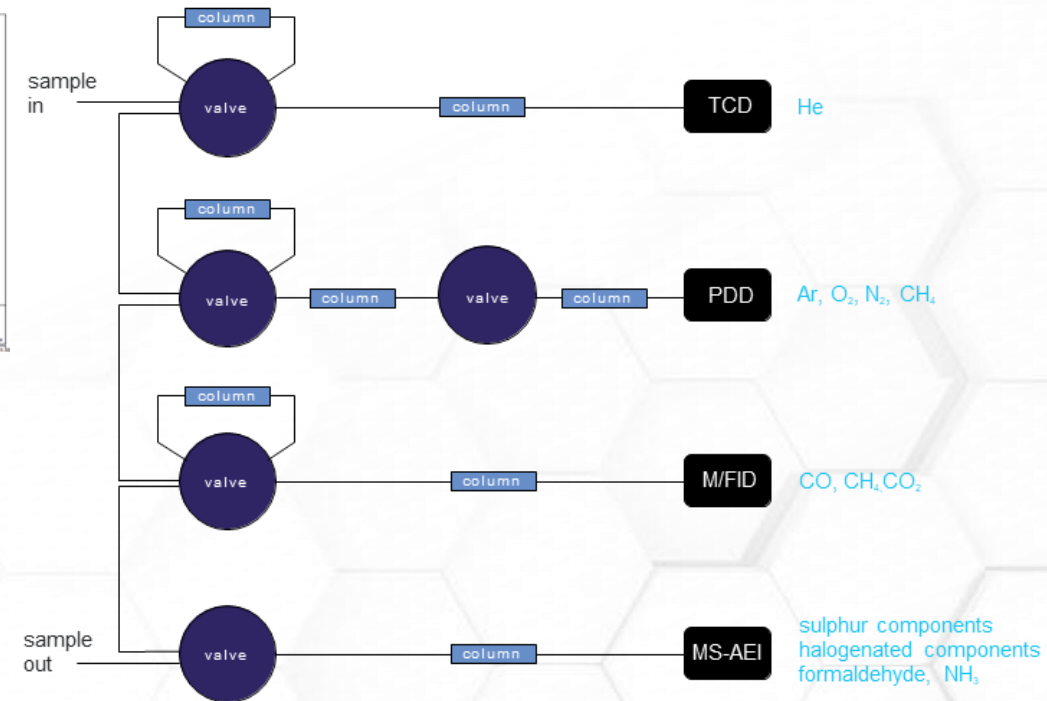 column
sample
in
valve
column
TCD
He
column
valve
column
valve
column
PDD
Ar, O₂, N₂, CH₄
column
valve
column
M/FID
CO, CH₄,CO₂
sample
out
valve
column
MS-AEI
sulphur components
halogenated components
formaldehyde, NH₃